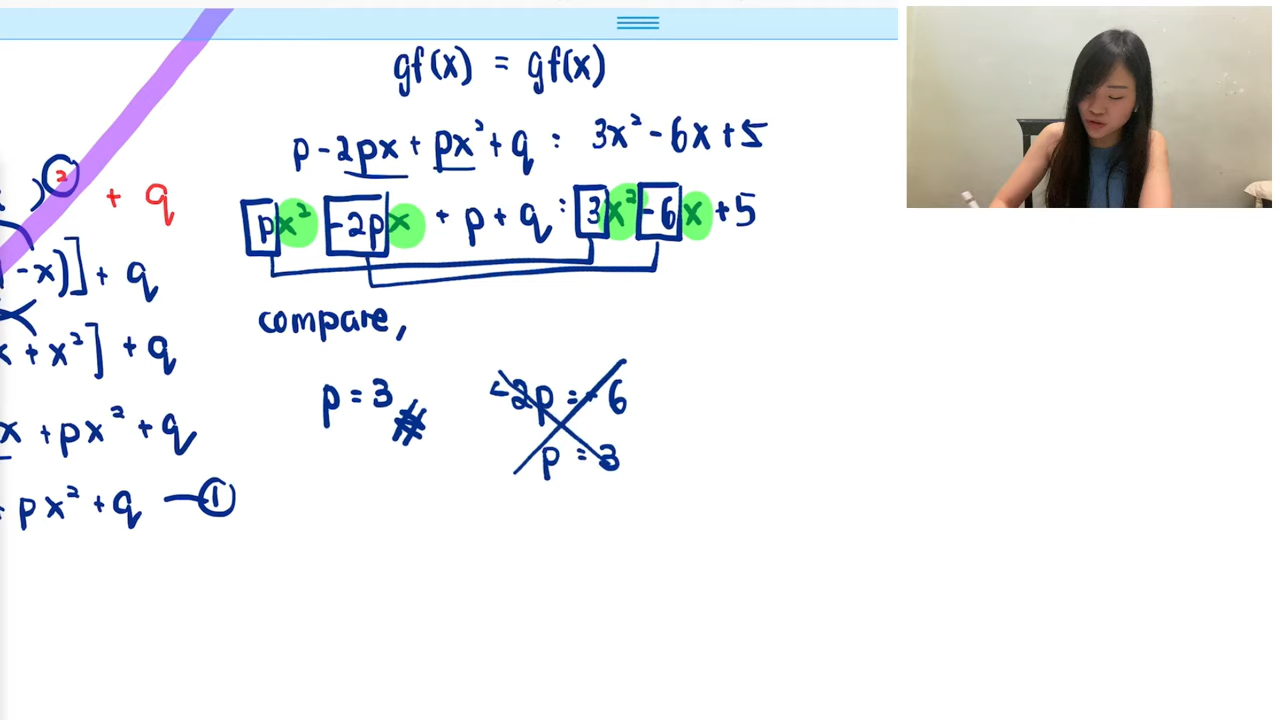 gf(x) = gf(x)
p - 2px + px² + q : 3x² - 6x + 5
px² -2px + p + q : 3x² -6x + 5
compare,
p = 3 #
-2p = -6
p = 3
)² + q
-x)] + q
x + x²] + q
x + px² + q
+ px² + q — ①